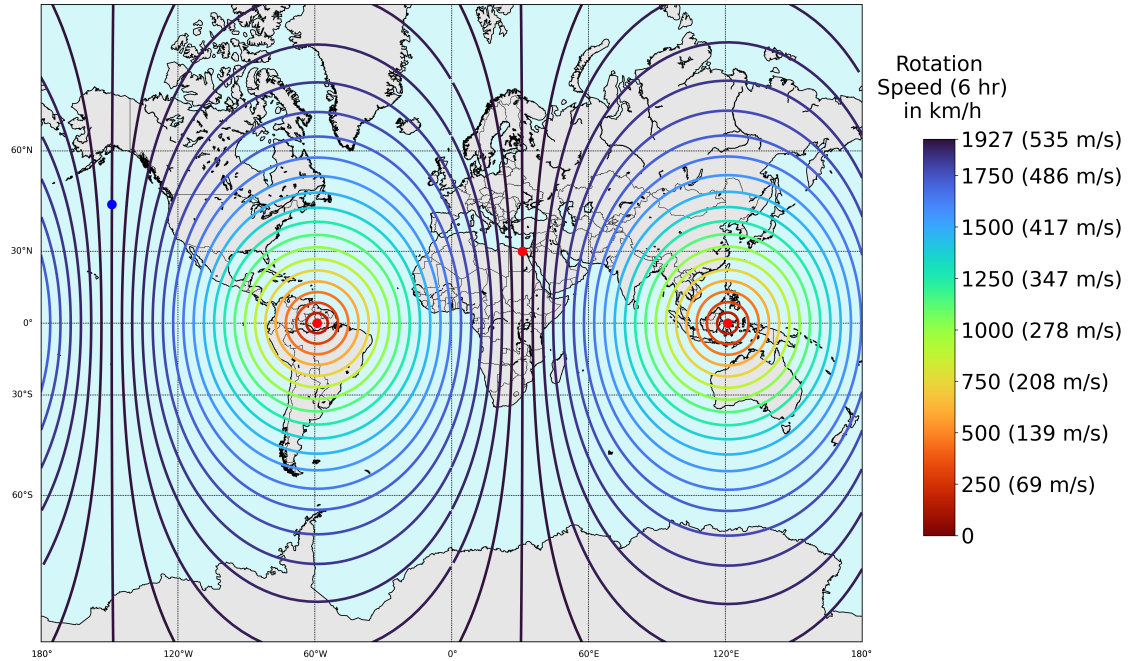 Rotation
Speed (6 hr)
in km/h
1927 (535 m/s)
1750 (486 m/s)
1500 (417 m/s)
1250 (347 m/s)
1000 (278 m/s)
750 (208 m/s)
500 (139 m/s)
250 (69 m/s)
0
60°N
30°N
0°
30°S
60°S
180° 120°W 60°W 0° 60°E 120°E 180°